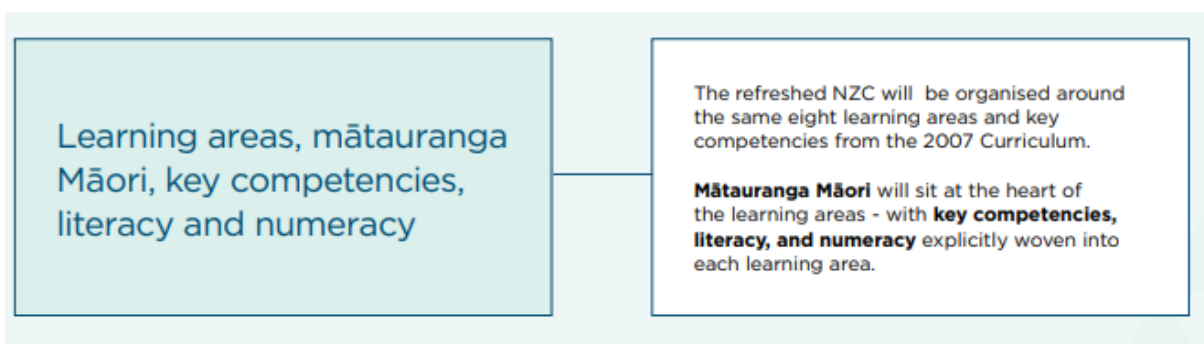 Learning areas, mātauranga
Māori, key competencies,
literacy and numeracy
The refreshed NZC will be organised around
the same eight learning areas and key
competencies from the 2007 Curriculum.
Mātauranga Māori will sit at the heart of
the learning areas - with key competencies,
literacy, and numeracy explicitly woven into
each learning area.